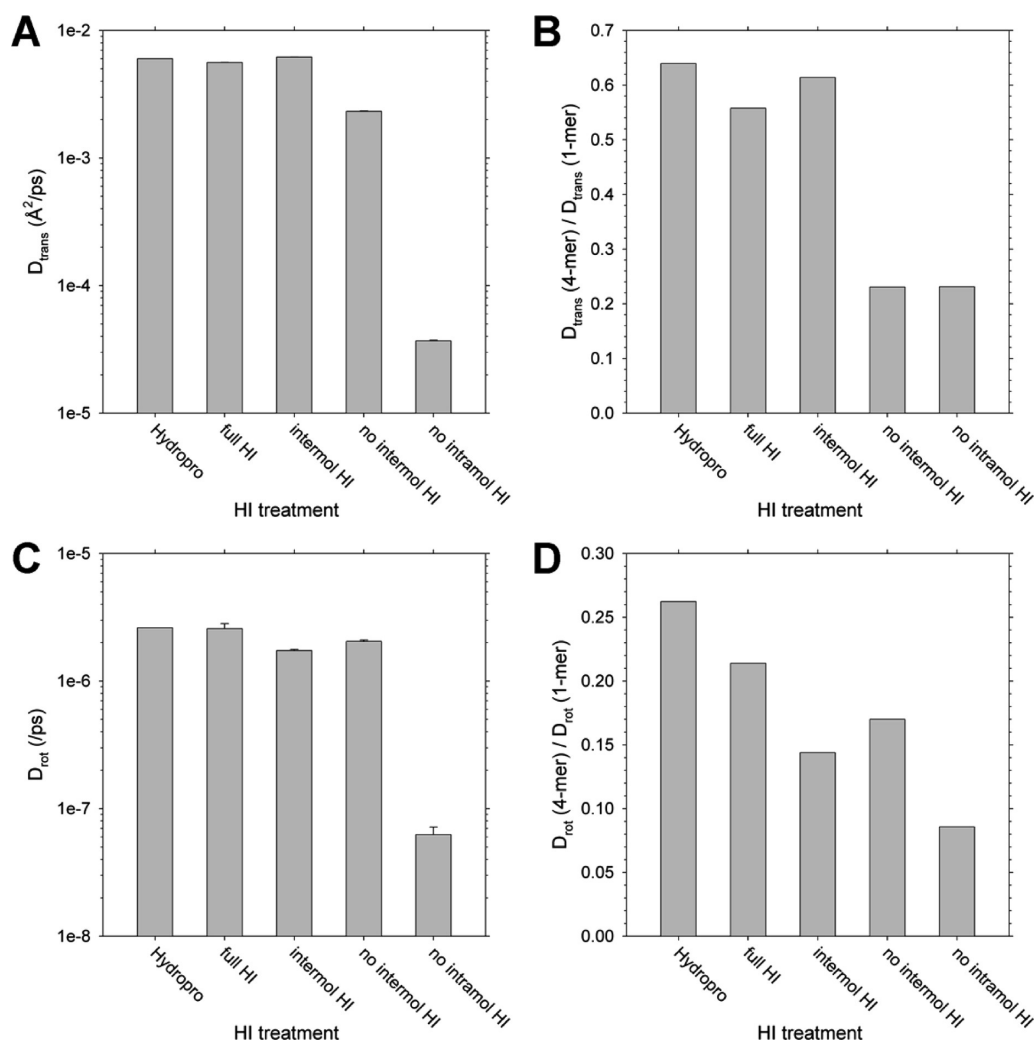 A
1e-2
1e-3
1e-4
1e-5
D_trans (Å²/ps)
Hydropro
full HI
intermol HI
no intermol HI
no intramol HI
HI treatment
B
0.7
0.6
0.5
0.4
0.3
0.2
0.1
0.0
D_trans (4-mer) / D_trans (1-mer)
Hydropro
full HI
intermol HI
no intermol HI
no intramol HI
HI treatment
C
1e-5
1e-6
1e-7
1e-8
D_rot (/ps)
Hydropro
full HI
intermol HI
no intermol HI
no intramol HI
HI treatment
D
0.30
0.25
0.20
0.15
0.10
0.05
0.00
D_rot (4-mer) / D_rot (1-mer)
Hydropro
full HI
intermol HI
no intermol HI
no intramol HI
HI treatment